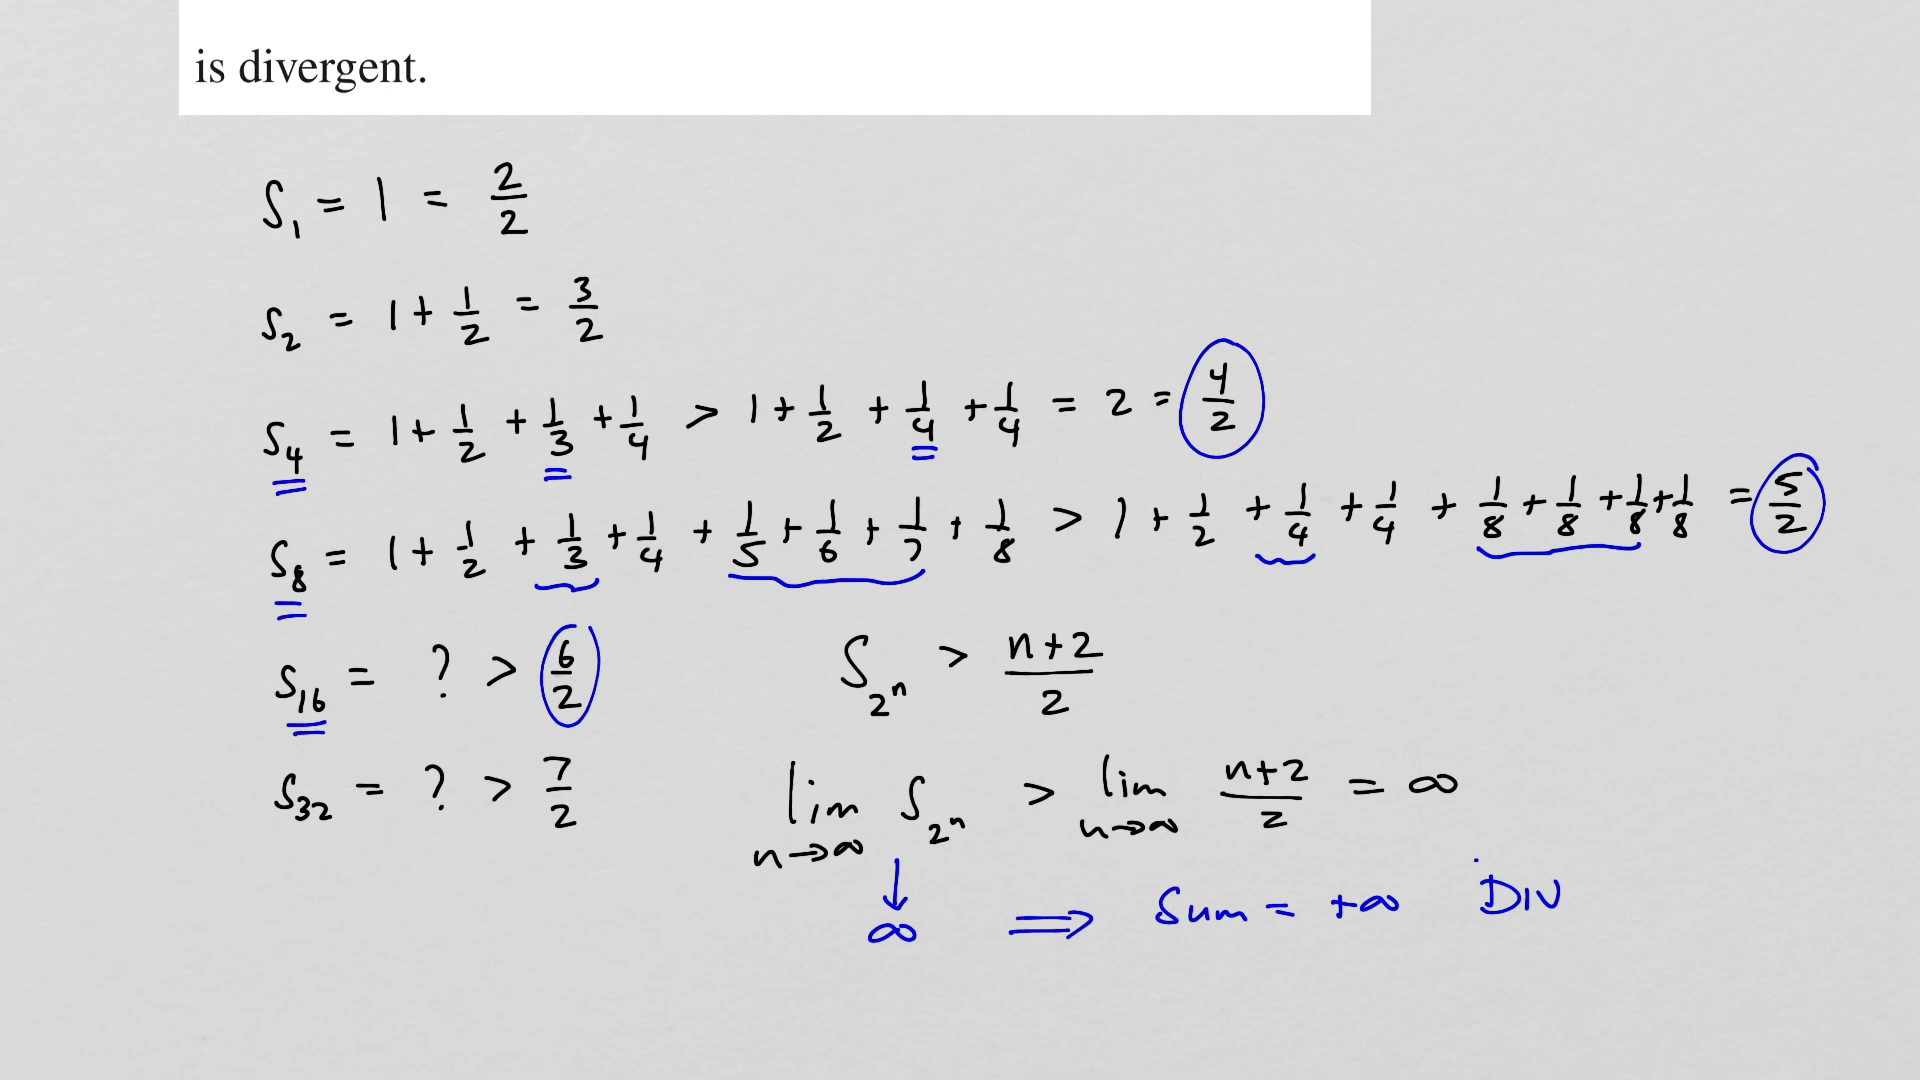 is divergent.
S₁ = 1 = 2/2
S₂ = 1 + 1/2 = 3/2
S₄ = 1 + 1/2 + 1/3 + 1/4 > 1 + 1/2 + 1/4 + 1/4 = 2 = 4/2
S₈ = 1 + 1/2 + 1/3 + 1/4 + 1/5 + 1/6 + 1/7 + 1/8 > 1 + 1/2 + 1/4 + 1/4 + 1/8 + 1/8 + 1/8 + 1/8 = 5/2
S₁₆ = ? > 6/2
S_{2^n} > (n+2)/2
S₃₂ = ? > 7/2
lim_{n→∞} S_{2^n} > lim_{n→∞} (n+2)/2 = ∞
↓
∞ ⟹ Sum = +∞ DIV